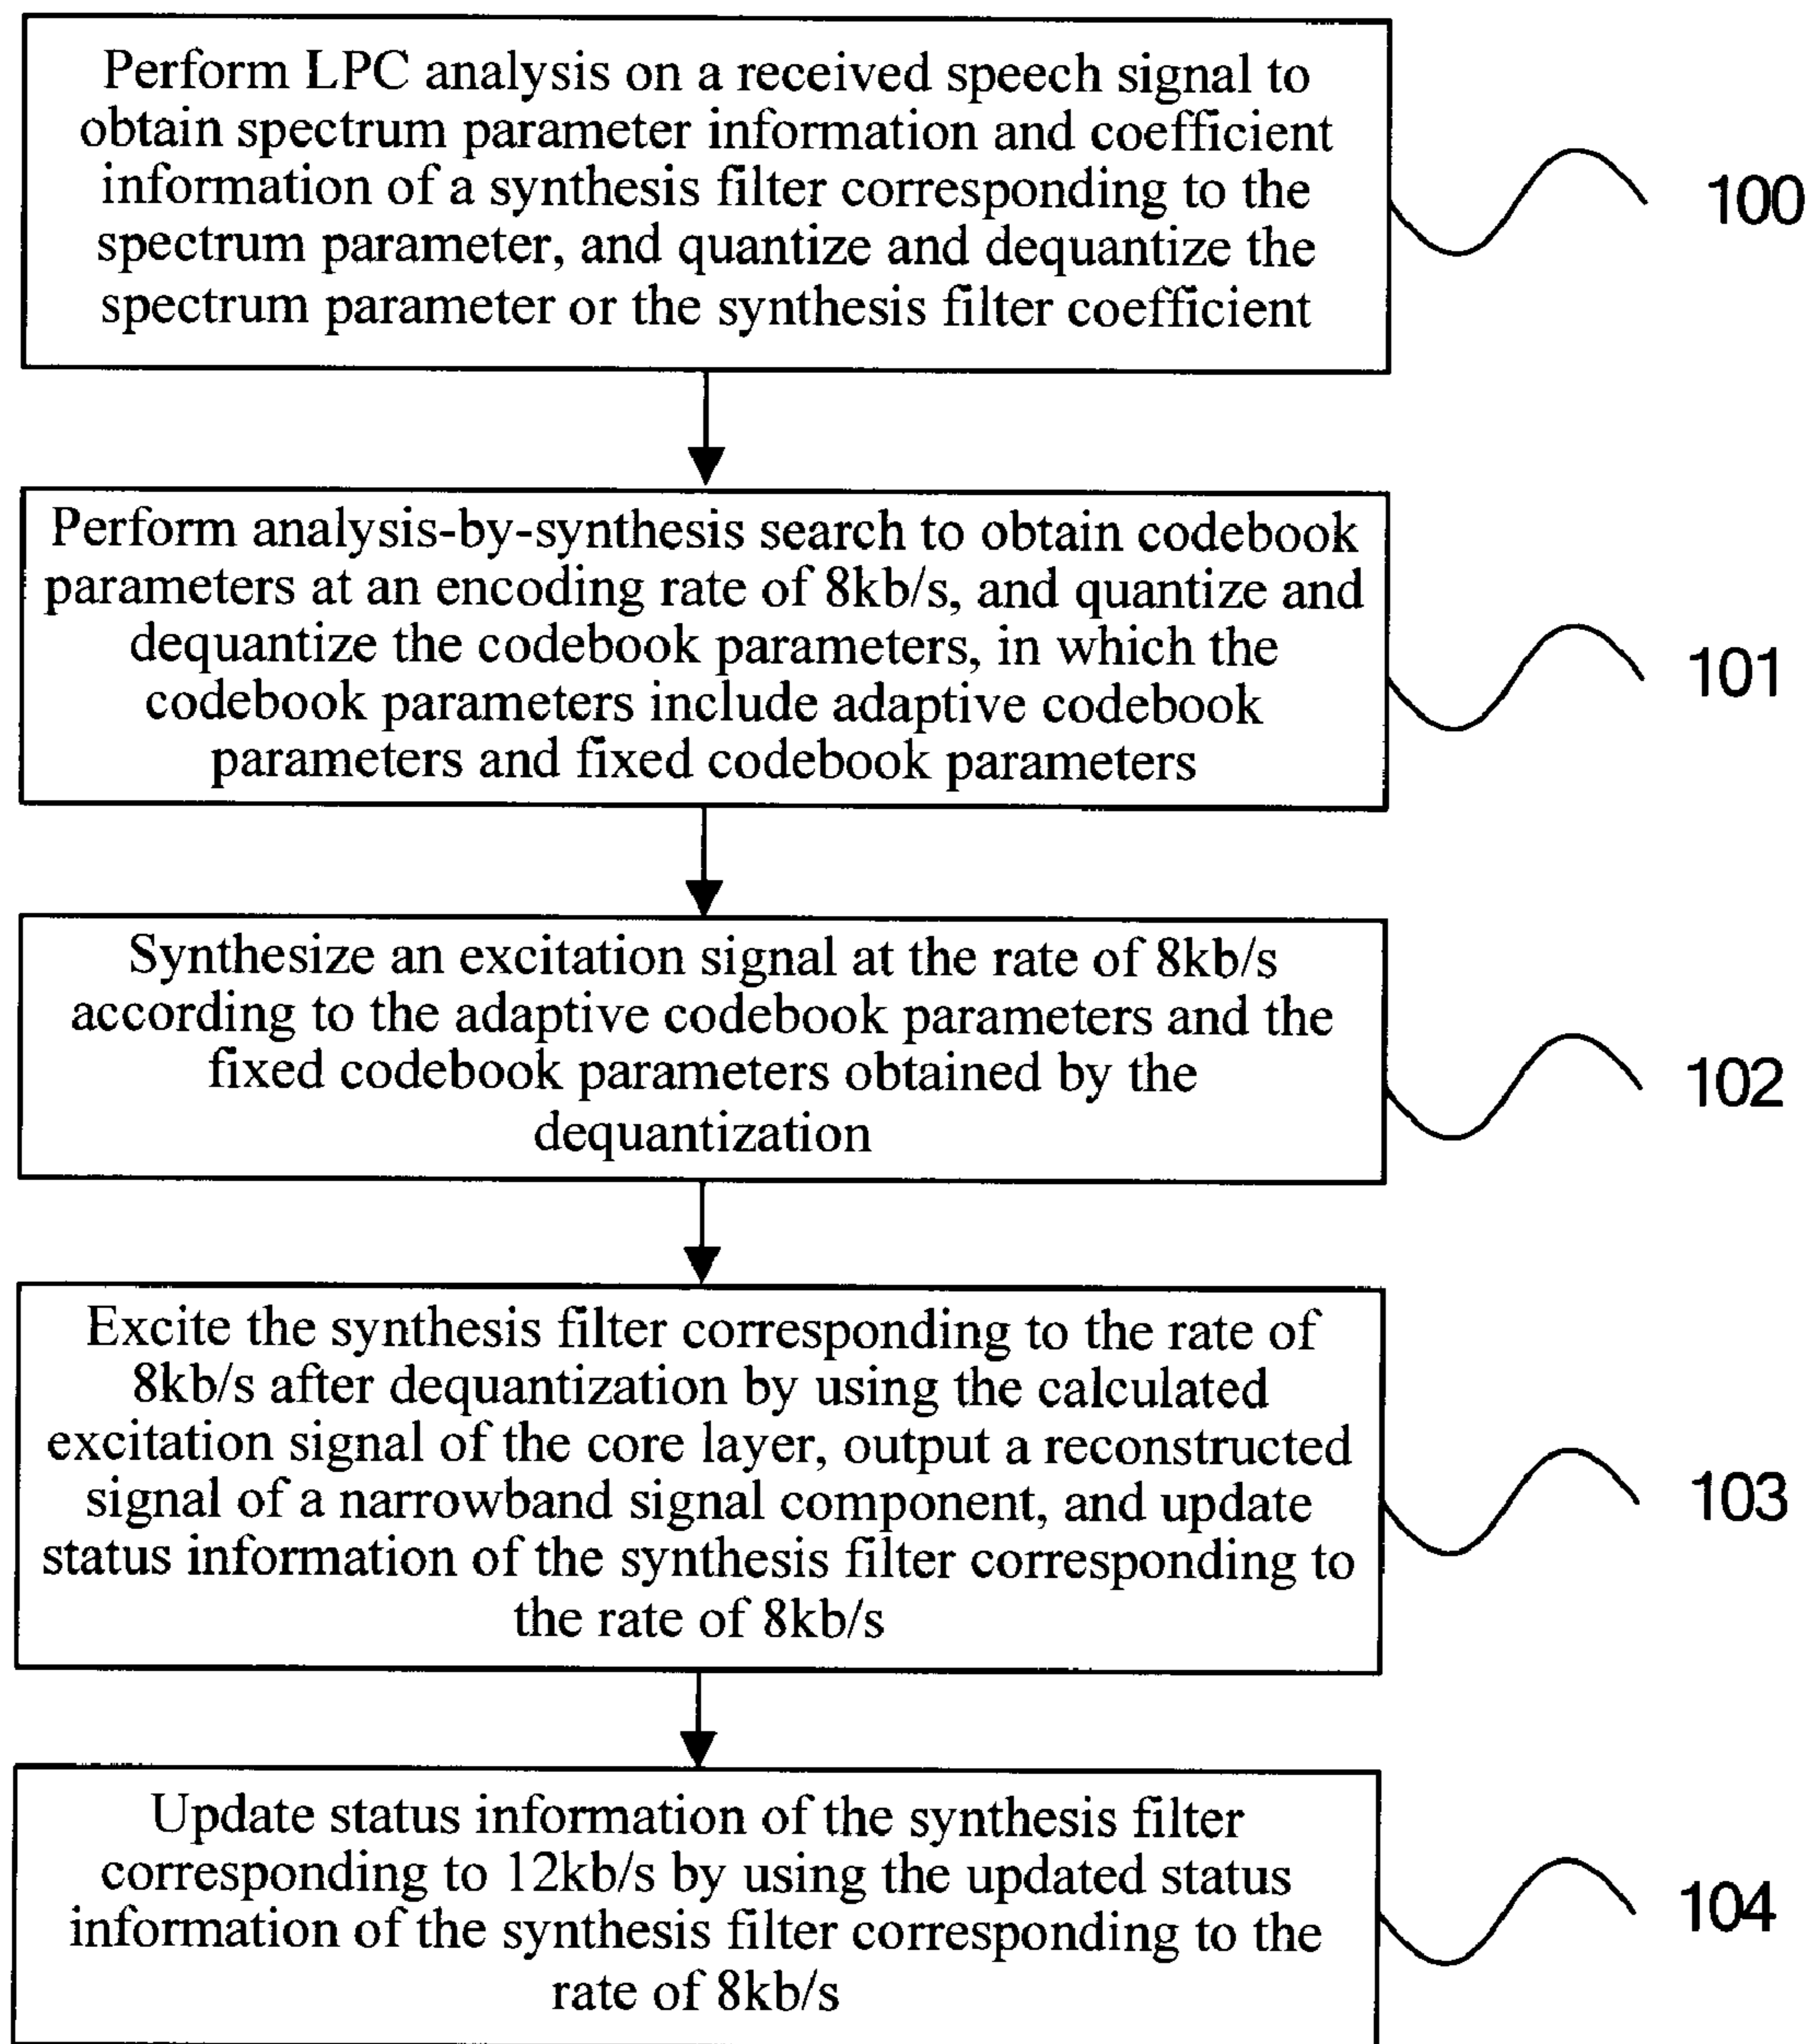 Perform LPC analysis on a received speech signal to
obtain spectrum parameter information and coefficient
information of a synthesis filter corresponding to the
spectrum parameter, and quantize and dequantize the
spectrum parameter or the synthesis filter coefficient
100
Perform analysis-by-synthesis search to obtain codebook
parameters at an encoding rate of 8kb/s, and quantize and
dequantize the codebook parameters, in which the
codebook parameters include adaptive codebook
parameters and fixed codebook parameters
101
Synthesize an excitation signal at the rate of 8kb/s
according to the adaptive codebook parameters and the
fixed codebook parameters obtained by the
dequantization
102
Excite the synthesis filter corresponding to the rate of
8kb/s after dequantization by using the calculated
excitation signal of the core layer, output a reconstructed
signal of a narrowband signal component, and update
status information of the synthesis filter corresponding to
the rate of 8kb/s
103
Update status information of the synthesis filter
corresponding to 12kb/s by using the updated status
information of the synthesis filter corresponding to the
rate of 8kb/s
104